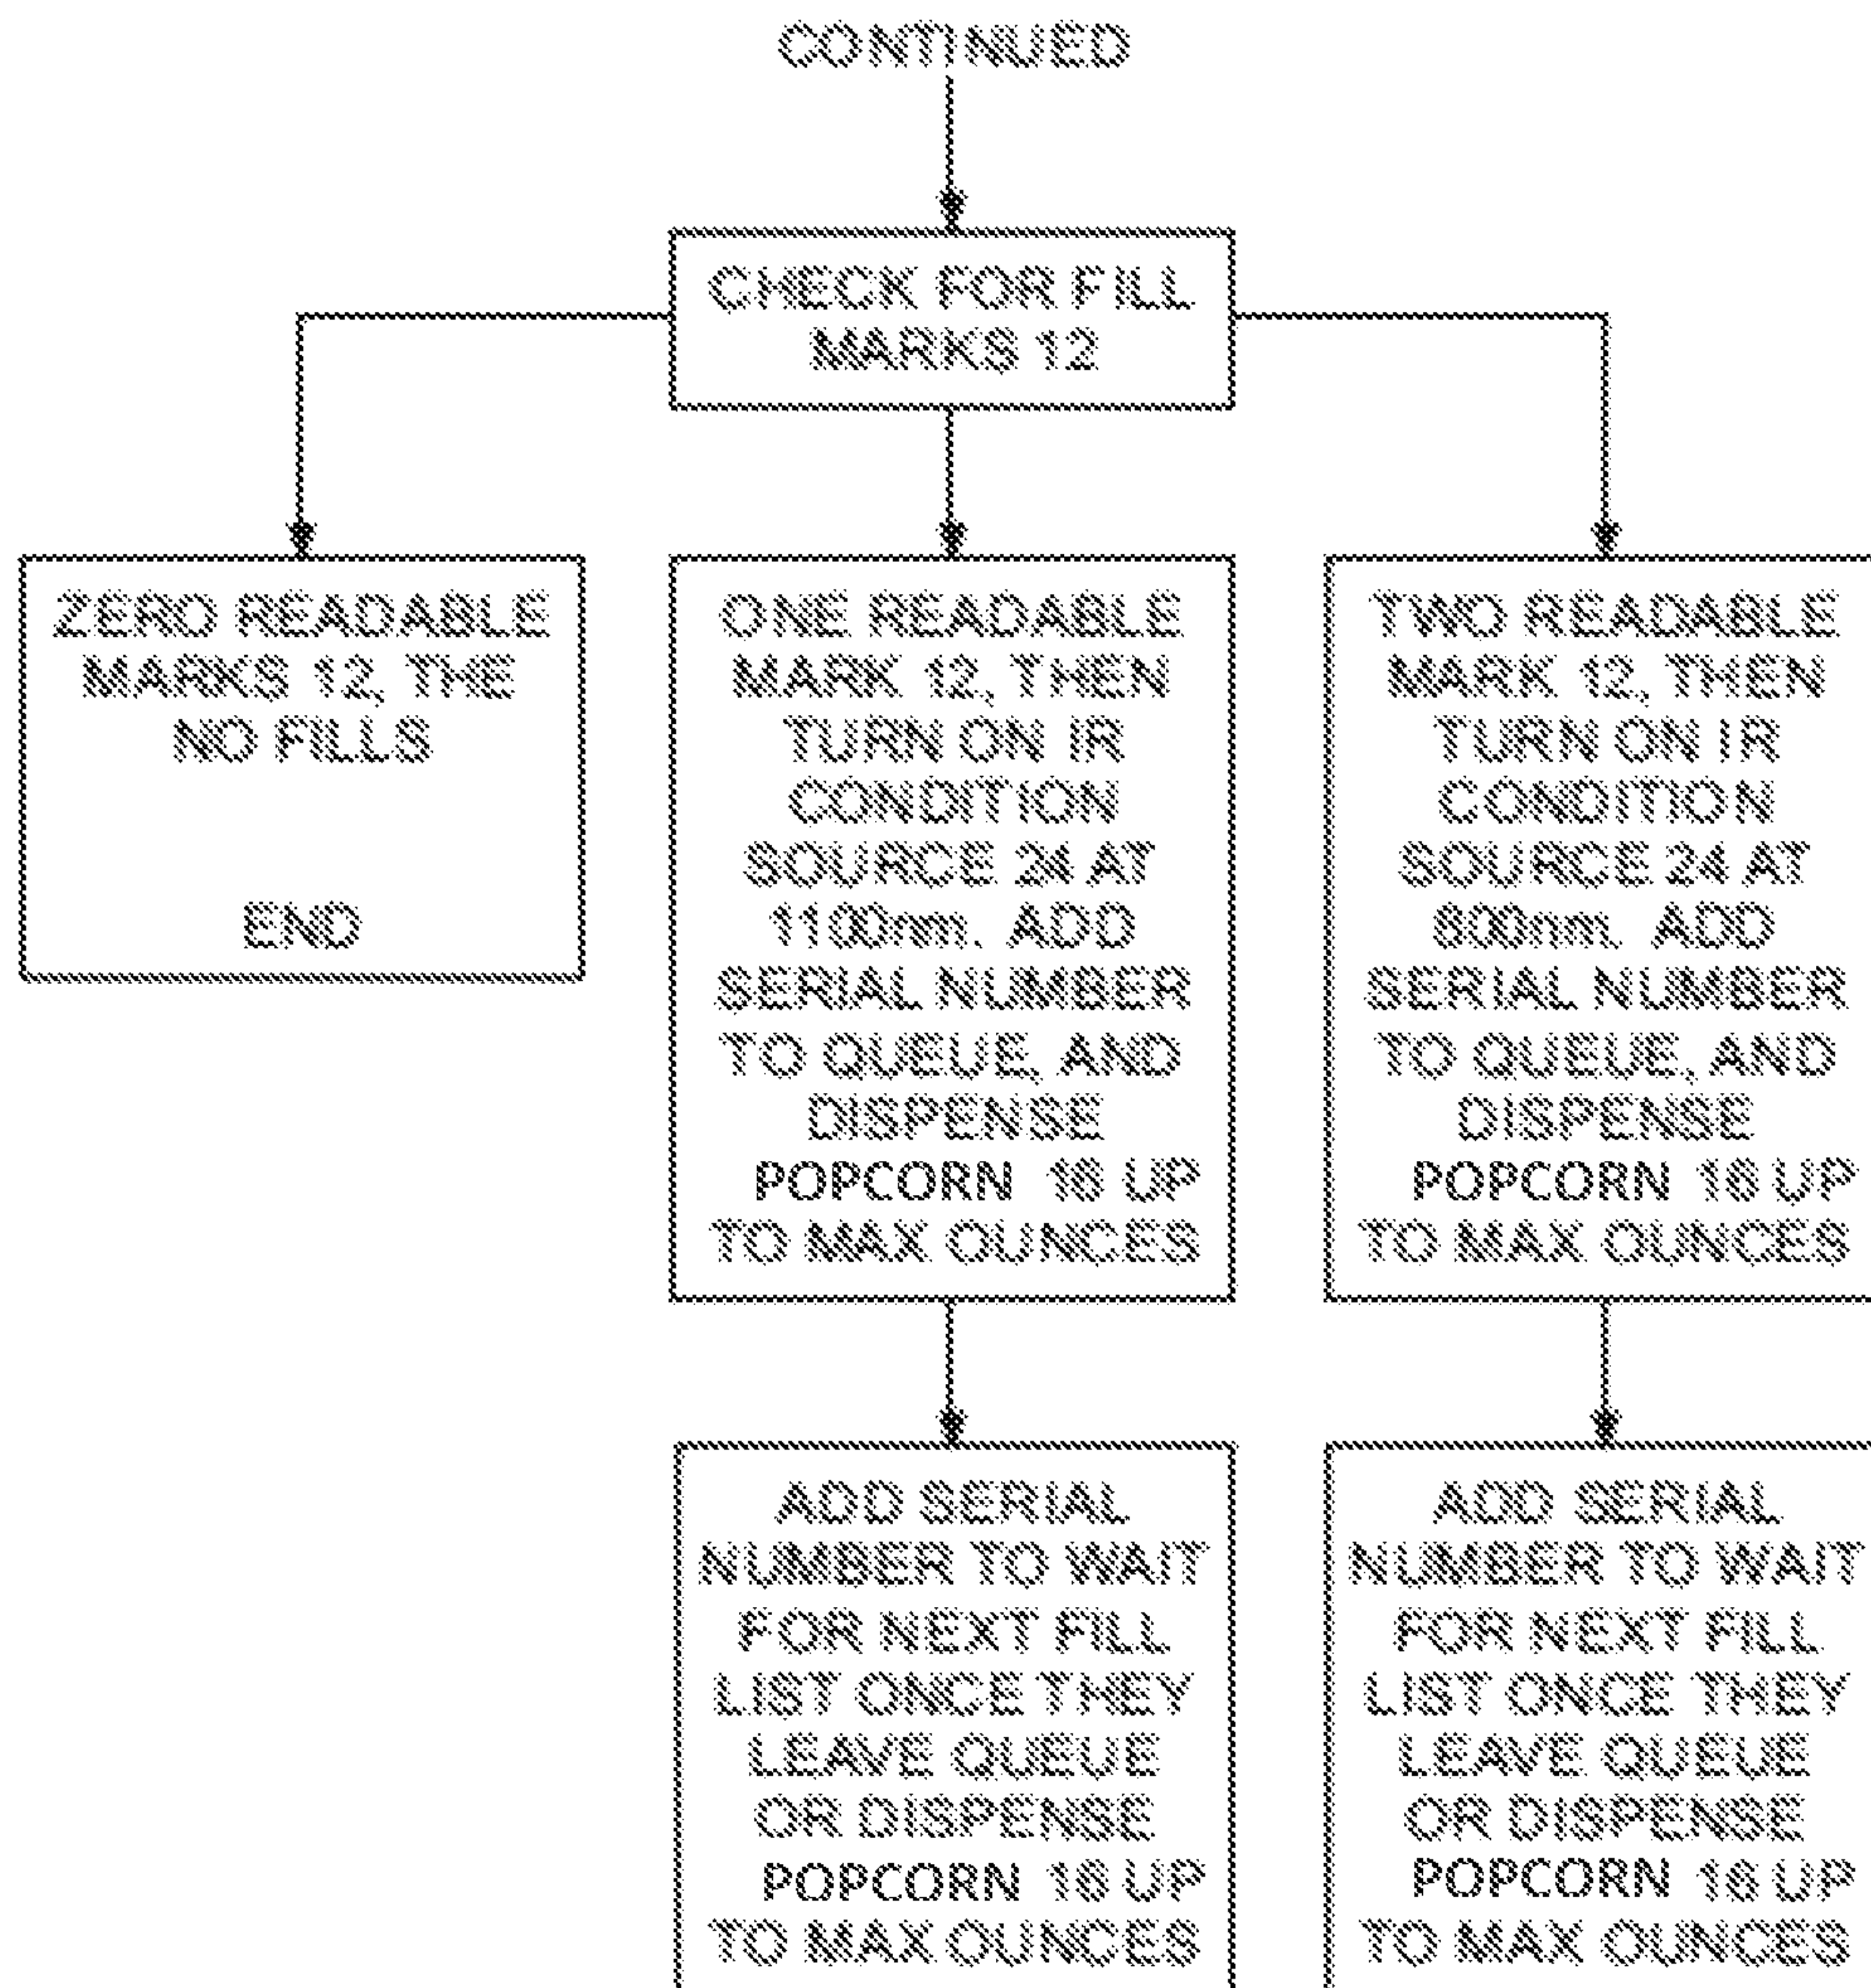 CONTINUED
CHECK FOR FILL
MARKS 12
ZERO READABLE
MARKS 12, THE
NO FILLS
END
ONE READABLE
MARK 12, THEN
TURN ON IR
CONDITION
SOURCE 24 AT
1100nm. ADD
SERIAL NUMBER
TO QUEUE, AND
DISPENSE
POPCORN 16 UP
TO MAX OUNCES
TWO READABLE
MARK 12, THEN
TURN ON IR
CONDITION
SOURCE 24 AT
800nm. ADD
SERIAL NUMBER
TO QUEUE, AND
DISPENSE
POPCORN 16 UP
TO MAX OUNCES
ADD SERIAL
NUMBER TO WAIT
FOR NEXT FILL
LIST ONCE THEY
LEAVE QUEUE
OR DISPENSE
POPCORN 16 UP
TO MAX OUNCES
ADD SERIAL
NUMBER TO WAIT
FOR NEXT FILL
LIST ONCE THEY
LEAVE QUEUE
OR DISPENSE
POPCORN 16 UP
TO MAX OUNCES